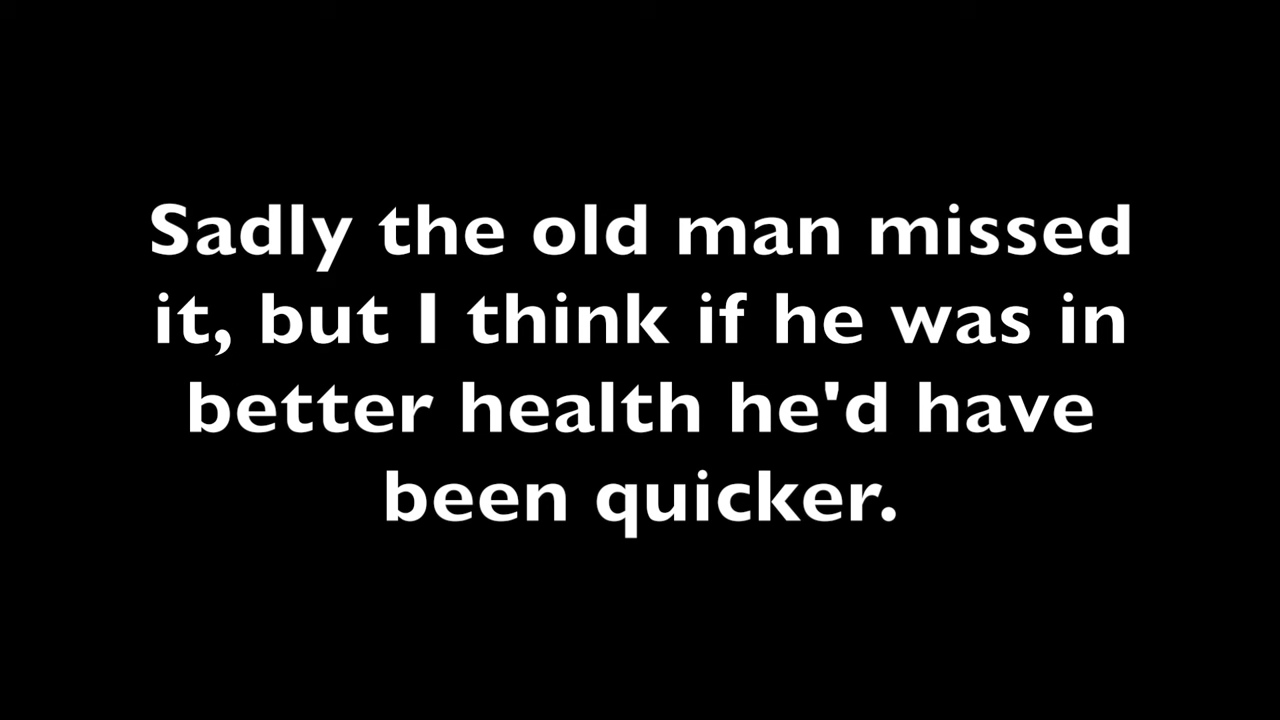 Sadly the old man missed
it, but I think if he was in
better health he'd have
been quicker.